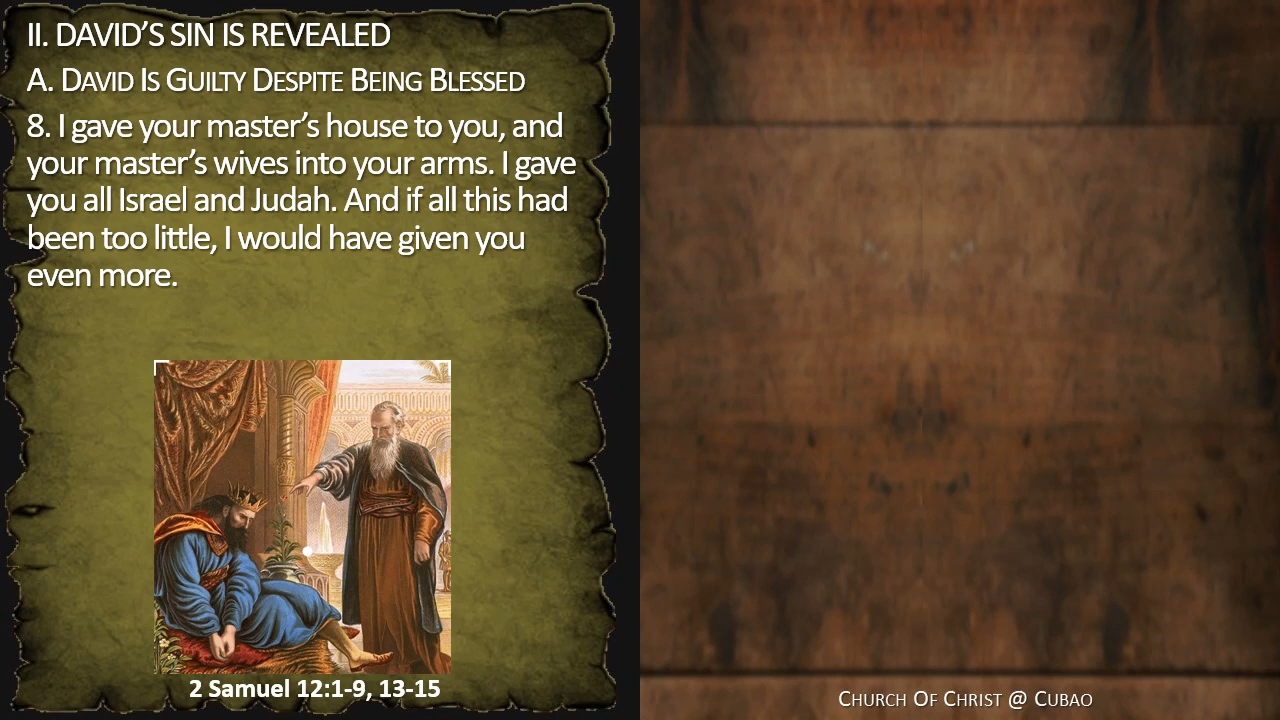 II. DAVID’S SIN IS REVEALED
A. DAVID IS GUILTY DESPITE BEING BLESSED
8. I gave your master’s house to you, and
your master’s wives into your arms. I gave
you all Israel and Judah. And if all this had
been too little, I would have given you
even more.
2 Samuel 12:1-9, 13-15
CHURCH OF CHRIST @ CUBAO